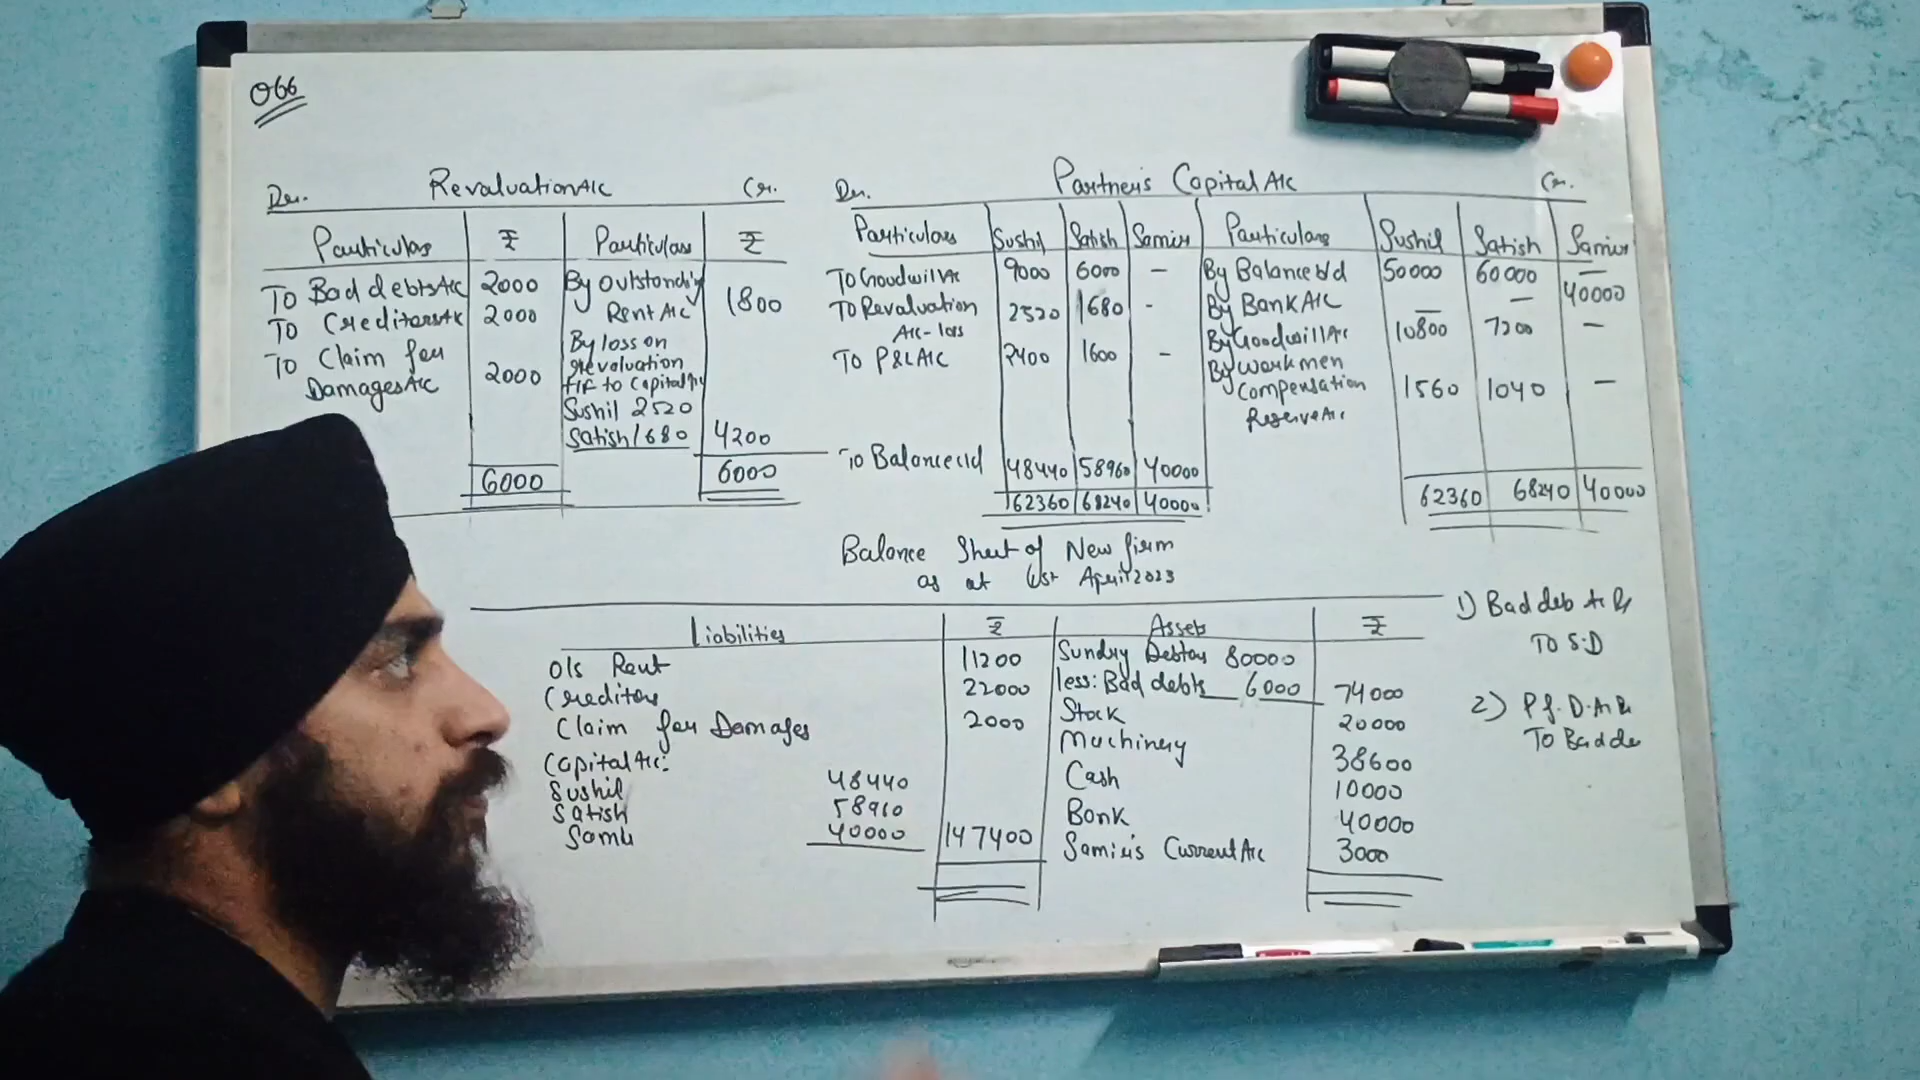 Q66
Dr. Revaluation A/c Cr.
Particulars ₹ Particulars ₹
To Bad debts A/c 2000 By Outstanding
Rent A/c 1800
To Creditors A/c 2000
By loss on
revaluation
To Claim for
Damages A/c 2000
t/f to Capital A/c
Sushil 2520
Satish 1680 4200
6000 6000
Dr. Partner's Capital A/c Cr.
Particulars Sushil Satish Samir Particulars Sushil Satish Samir
To Goodwill A/c 9000 6000 - By Balance b/d 50000 60000 -
To Revaluation
A/c - loss 2520 1680 - By Bank A/c - - 40000
To P&L A/c 2400 1600 - By Goodwill A/c 10800 7200 -
By Workmen
Compensation
Reserve A/c 1560 1040 -
To Balance c/d 48440 58960 40000
62360 68240 40000 62360 68240 40000
Balance Sheet of New firm
as at 1st April 2023
Liabilities ₹ Assets ₹
O/s Rent 11200 Sundry Debtors 80000
Creditors 22000 less: Bad debts 6000 74000
Claim for Damages 2000 Stock 20000
Capital A/c: Machinery 38600
Sushil 48440 Cash 10000
Satish 58960 Bank 40000
Samir 40000 147400 Samir's Current A/c 3000
1) Bad deb A/c Dr
To S.D
2) P f. D. A/c Dr
To Bad de